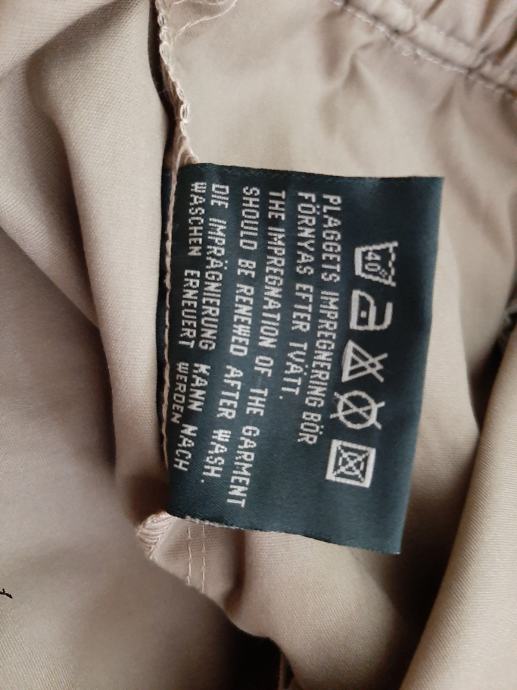 40°
PLAGGETS IMPREGNERING BÖR
FÖRNYAS EFTER TVÄTT.
THE IMPREGNATION OF THE GARMENT
SHOULD BE RENEWED AFTER WASH.
DIE IMPRÄGNIERUNG KANN NACH
WASCHEN ERNEUERT WERDEN.